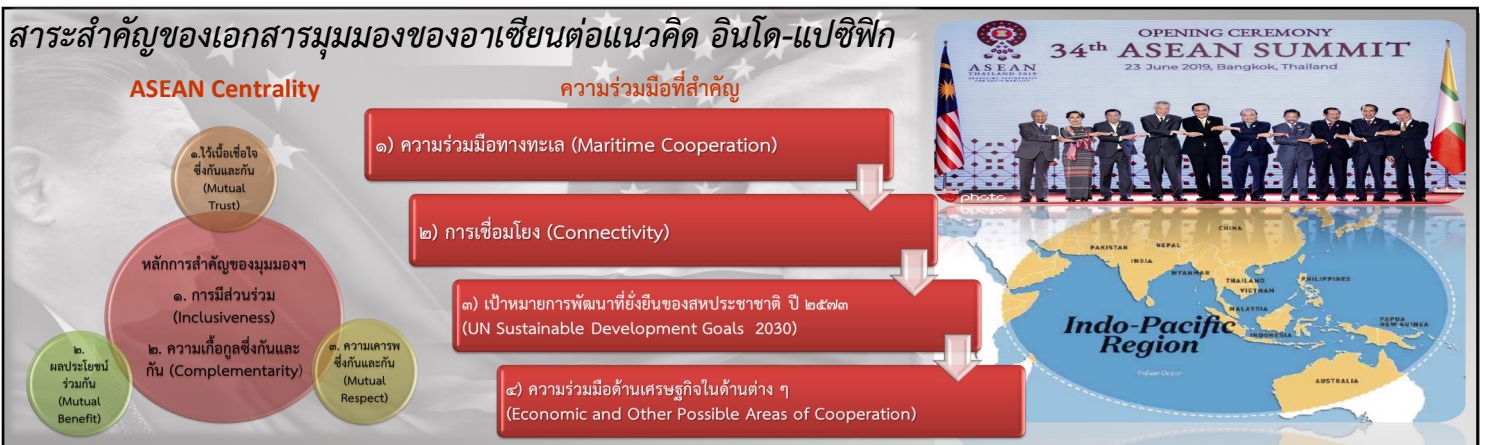 สาระสำคัญของเอกสารมุมมองของอาเซียนต่อแนวคิด อินโด-แปซิฟิก
ASEAN Centrality
๑.ไว้เนื้อเชื่อใจ
ซึ่งกันและกัน
(Mutual
Trust)
หลักการสำคัญของมุมมองฯ
๑. การมีส่วนร่วม
(Inclusiveness)
๒. ความเกื้อกูลซึ่งกันและ
กัน (Complementarity)
๒.
ผลประโยชน์
ร่วมกัน
(Mutual
Benefit)
๓. ความเคารพ
ซึ่งกันและกัน
(Mutual
Respect)
ความร่วมมือที่สำคัญ
๑) ความร่วมมือทางทะเล (Maritime Cooperation)
๒) การเชื่อมโยง (Connectivity)
๓) เป้าหมายการพัฒนาที่ยั่งยืนของสหประชาชาติ ปี ๒๕๗๓
(UN Sustainable Development Goals 2030)
๔) ความร่วมมือด้านเศรษฐกิจในด้านต่าง ๆ
(Economic and Other Possible Areas of Cooperation)
ASEAN
THAILAND 2019
OPENING CEREMONY
34th ASEAN SUMMIT
23 June 2019, Bangkok, Thailand
photo
CHINA
PAKISTAN
NEPAL
INDIA
MYANMAR
THAILAND
VIETNAM
PHILIPPINES
MALAYSIA
INDONESIA
PAPUA
NEW GUINEA
Indo-Pacific
Region
Indian Ocean
AUSTRALIA